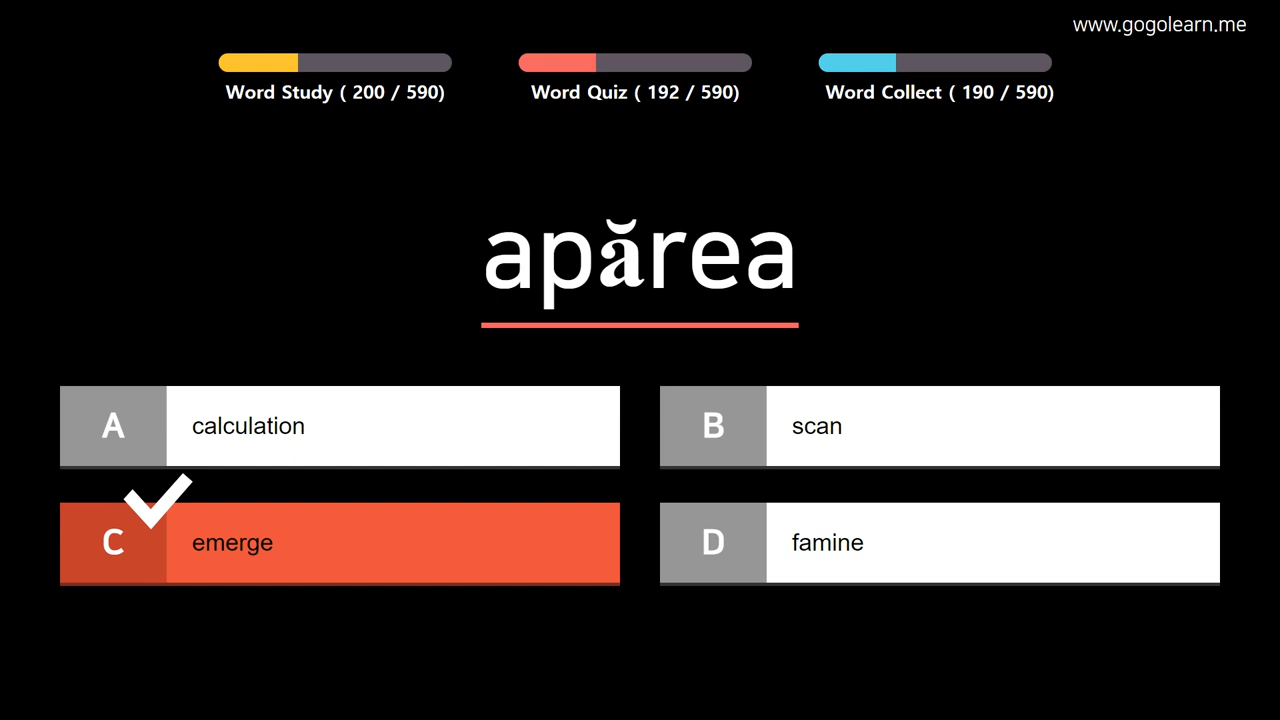 www.gogolearn.me
Word Study ( 200 / 590)
Word Quiz ( 192 / 590)
Word Collect ( 190 / 590)
apărea
A calculation
B scan
C emerge
D famine